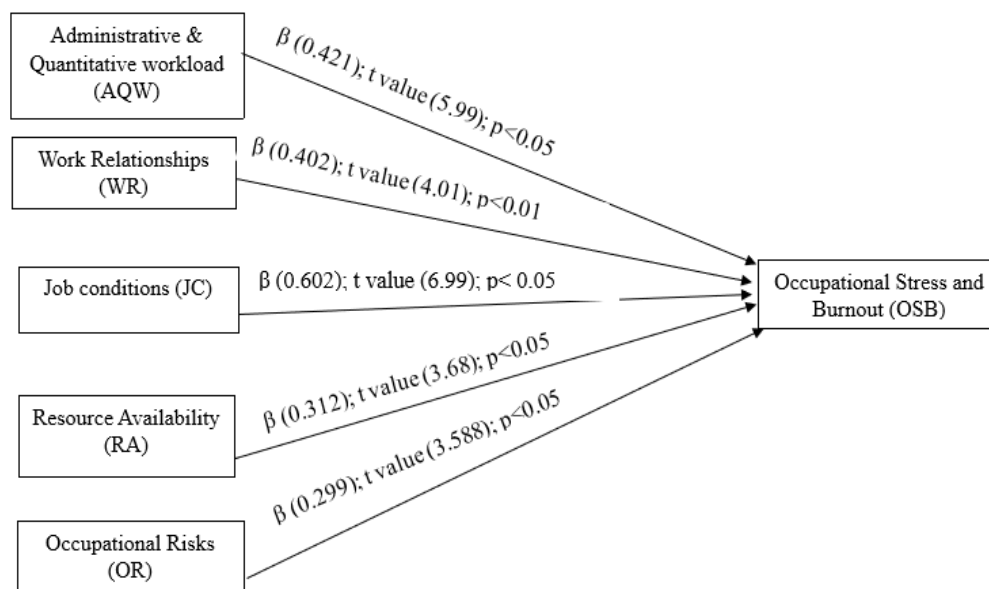 Administrative &
Quantitative workload
(AQW)
β (0.421); t value (5.99); p<0.05
Work Relationships
(WR)
β (0.402); t value (4.01); p<0.01
Job conditions (JC)
β (0.602); t value (6.99); p< 0.05
Occupational Stress and
Burnout (OSB)
Resource Availability
(RA)
β (0.312); t value (3.68); p<0.05
Occupational Risks
(OR)
β (0.299); t value (3.588); p<0.05